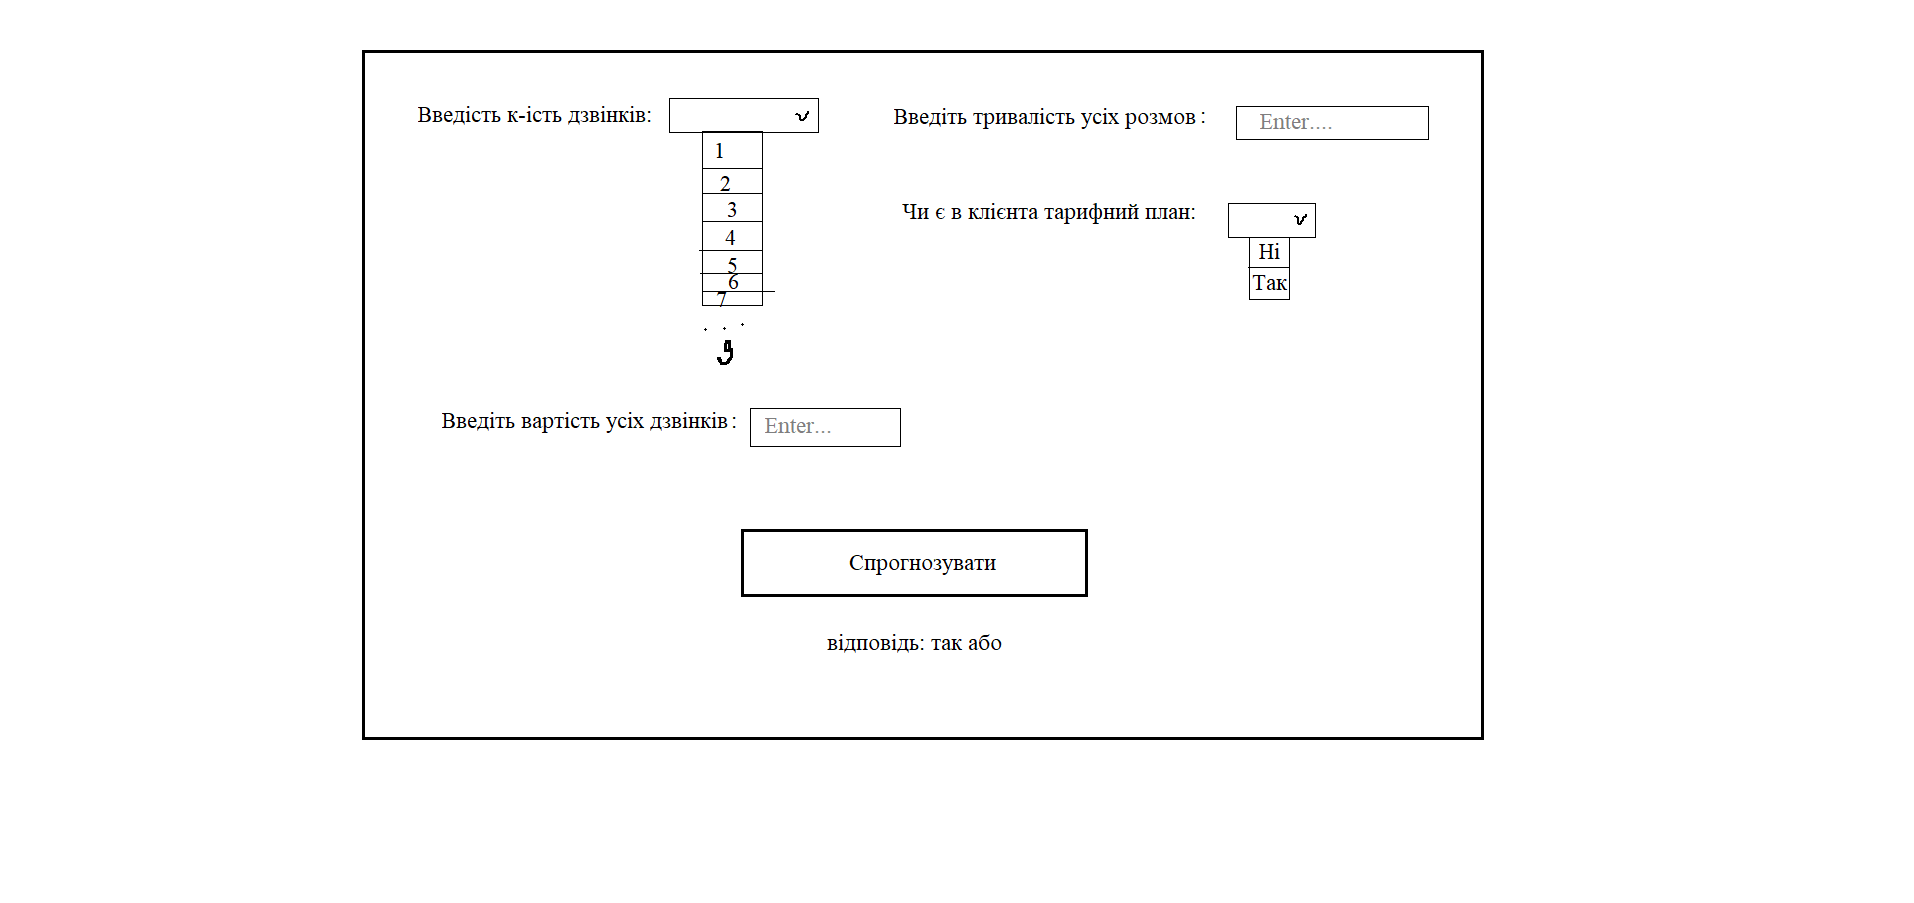 Введість к-ість дзвінків:
1
2
3
4
5
6
7
. . .
9
Введіть тривалість усіх розмов :
Enter....
Чи є в клієнта тарифний план:
Ні
Так
Введіть вартість усіх дзвінків :
Enter...
Спрогнозувати
відповідь: так або